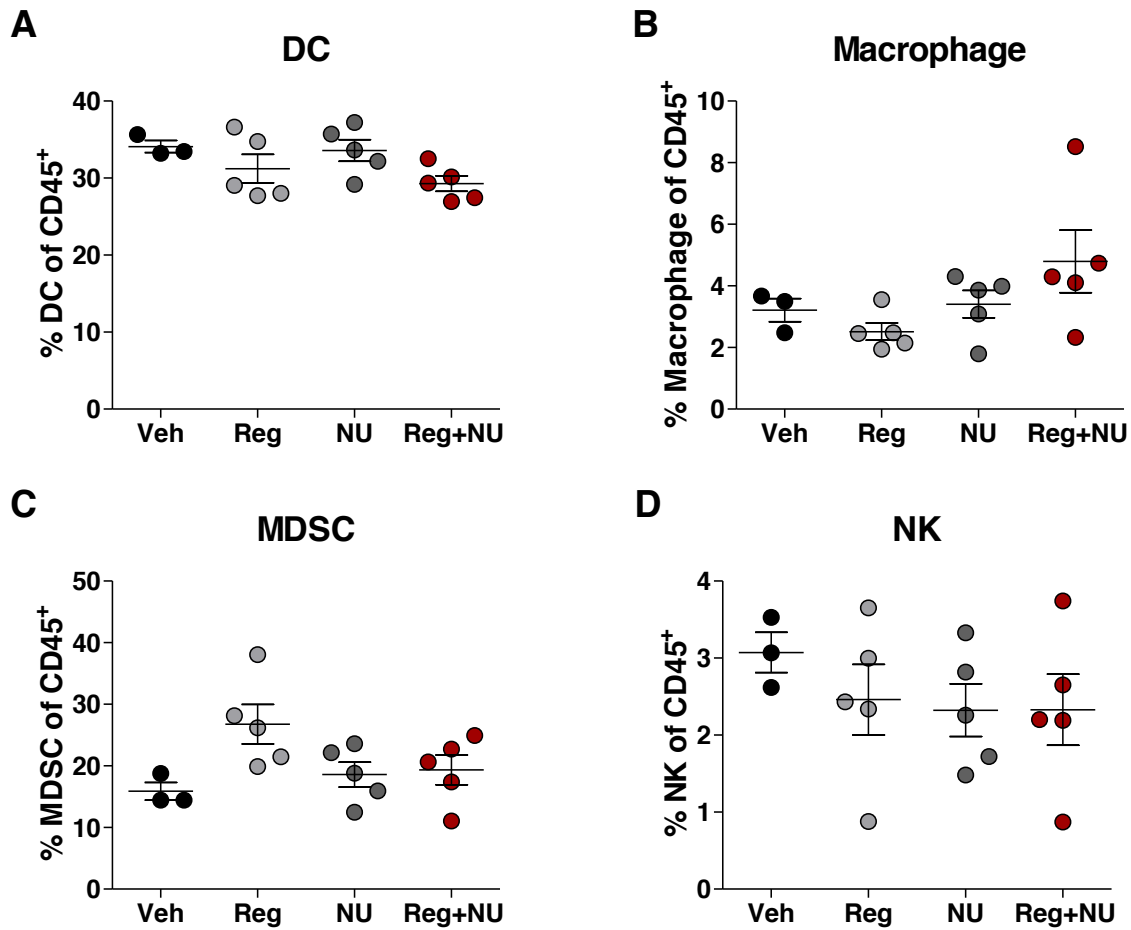 A
DC
% DC of CD45+
40
30
20
10
0
Veh Reg NU Reg+NU
B
Macrophage
% Macrophage of CD45+
10
8
6
4
2
0
Veh Reg NU Reg+NU
C
MDSC
% MDSC of CD45+
50
40
30
20
10
0
Veh Reg NU Reg+NU
D
NK
% NK of CD45+
4
3
2
1
0
Veh Reg NU Reg+NU